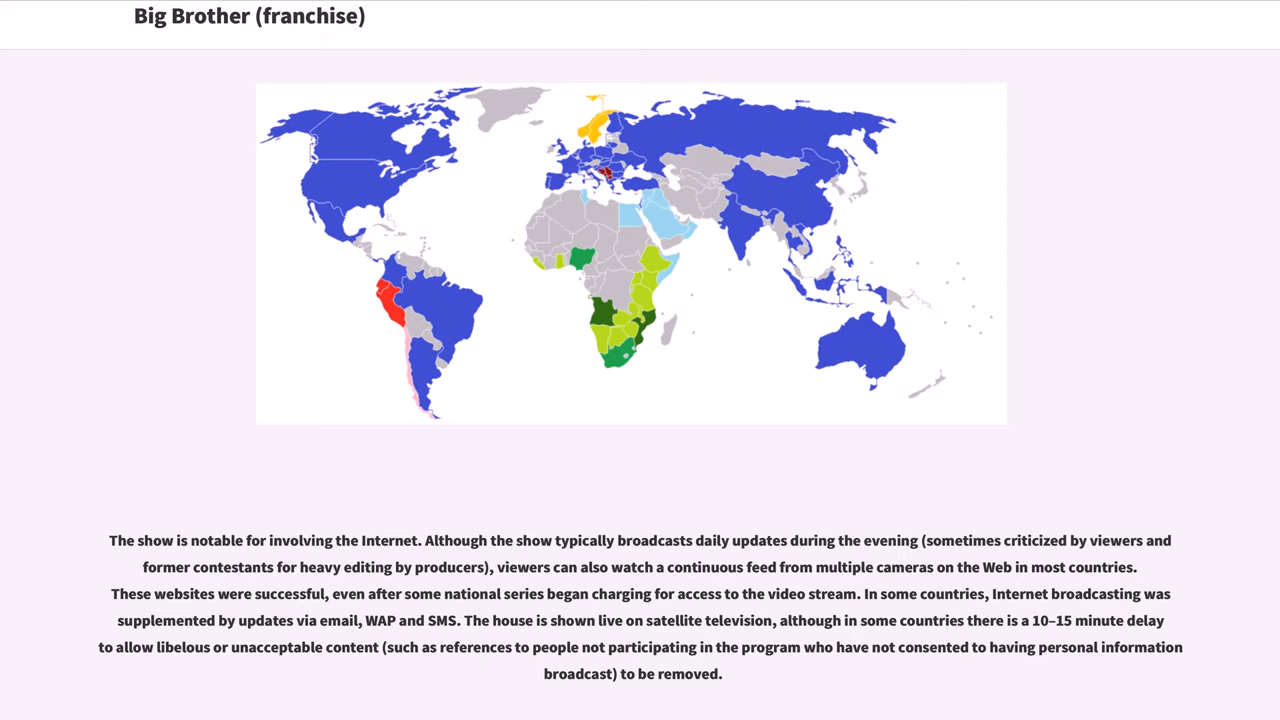 Big Brother (franchise)
The show is notable for involving the Internet. Although the show typically broadcasts daily updates during the evening (sometimes criticized by viewers and
former contestants for heavy editing by producers), viewers can also watch a continuous feed from multiple cameras on the Web in most countries.
These websites were successful, even after some national series began charging for access to the video stream. In some countries, Internet broadcasting was
supplemented by updates via email, WAP and SMS. The house is shown live on satellite television, although in some countries there is a 10–15 minute delay
to allow libelous or unacceptable content (such as references to people not participating in the program who have not consented to having personal information
broadcast) to be removed.